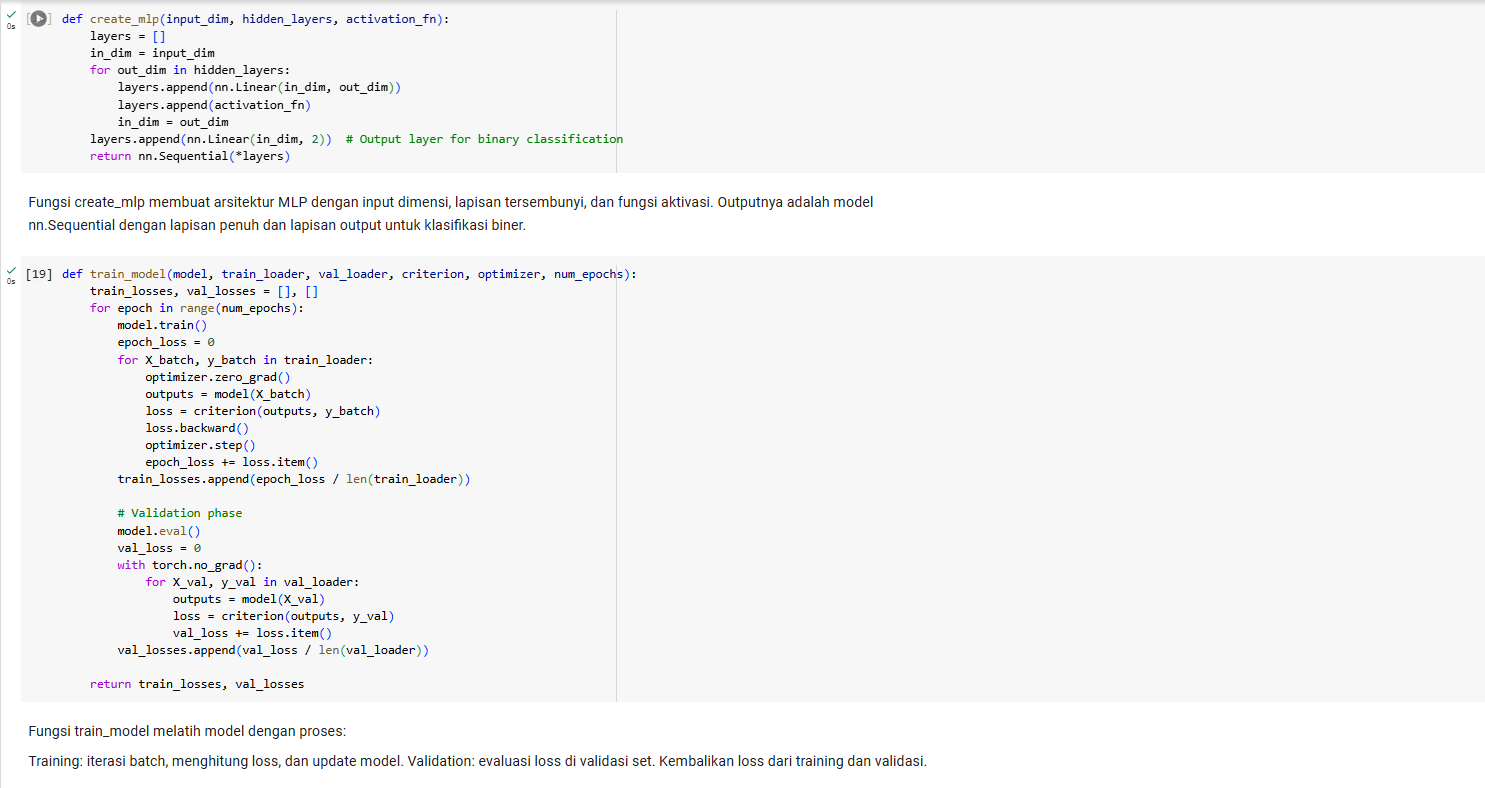 0s
[ ] def create_mlp(input_dim, hidden_layers, activation_fn):
    layers = []
    in_dim = input_dim
    for out_dim in hidden_layers:
        layers.append(nn.Linear(in_dim, out_dim))
        layers.append(activation_fn)
        in_dim = out_dim
    layers.append(nn.Linear(in_dim, 2))  # Output layer for binary classification
    return nn.Sequential(*layers)
Fungsi create_mlp membuat arsitektur MLP dengan input dimensi, lapisan tersembunyi, dan fungsi aktivasi. Outputnya adalah model
nn.Sequential dengan lapisan penuh dan lapisan output untuk klasifikasi biner.
0s
[19] def train_model(model, train_loader, val_loader, criterion, optimizer, num_epochs):
    train_losses, val_losses = [], []
    for epoch in range(num_epochs):
        model.train()
        epoch_loss = 0
        for X_batch, y_batch in train_loader:
            optimizer.zero_grad()
            outputs = model(X_batch)
            loss = criterion(outputs, y_batch)
            loss.backward()
            optimizer.step()
            epoch_loss += loss.item()
        train_losses.append(epoch_loss / len(train_loader))
        # Validation phase
        model.eval()
        val_loss = 0
        with torch.no_grad():
            for X_val, y_val in val_loader:
                outputs = model(X_val)
                loss = criterion(outputs, y_val)
                val_loss += loss.item()
        val_losses.append(val_loss / len(val_loader))
    return train_losses, val_losses
Fungsi train_model melatih model dengan proses:
Training: iterasi batch, menghitung loss, dan update model. Validation: evaluasi loss di validasi set. Kembalikan loss dari training dan validasi.